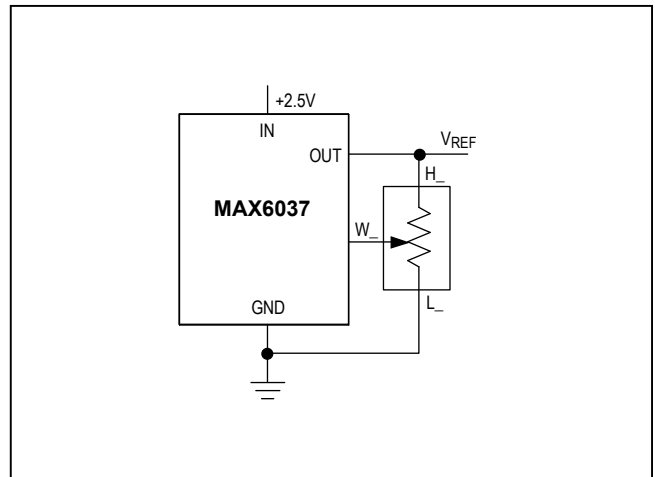 +2.5V
IN
OUT
VREF
H_
MAX6037
W_
L_
GND